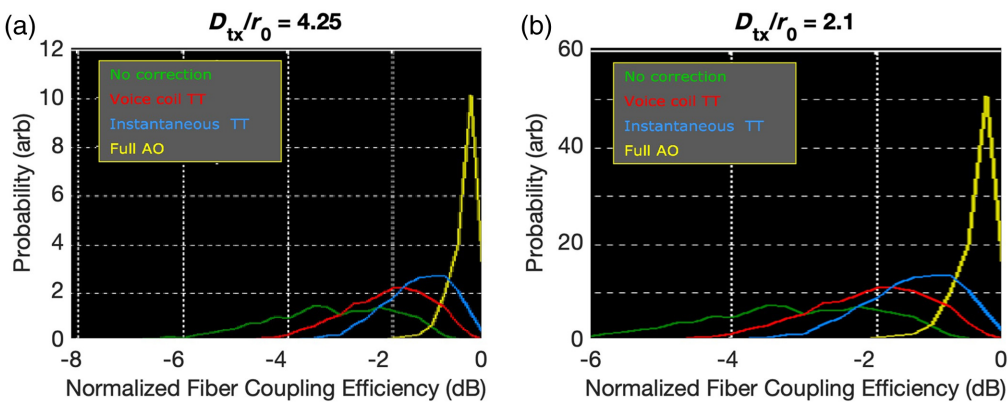 (a)
D_tx/r_0 = 4.25
12
10
8
6
4
2
0
Probability (arb)
No correction
Voice coil TT
Instantaneous TT
Full AO
-8
-6
-4
-2
0
Normalized Fiber Coupling Efficiency (dB)
(b)
D_tx/r_0 = 2.1
60
40
20
0
Probability (arb)
No correction
Voice coil TT
Instantaneous TT
Full AO
-6
-4
-2
0
Normalized Fiber Coupling Efficiency (dB)